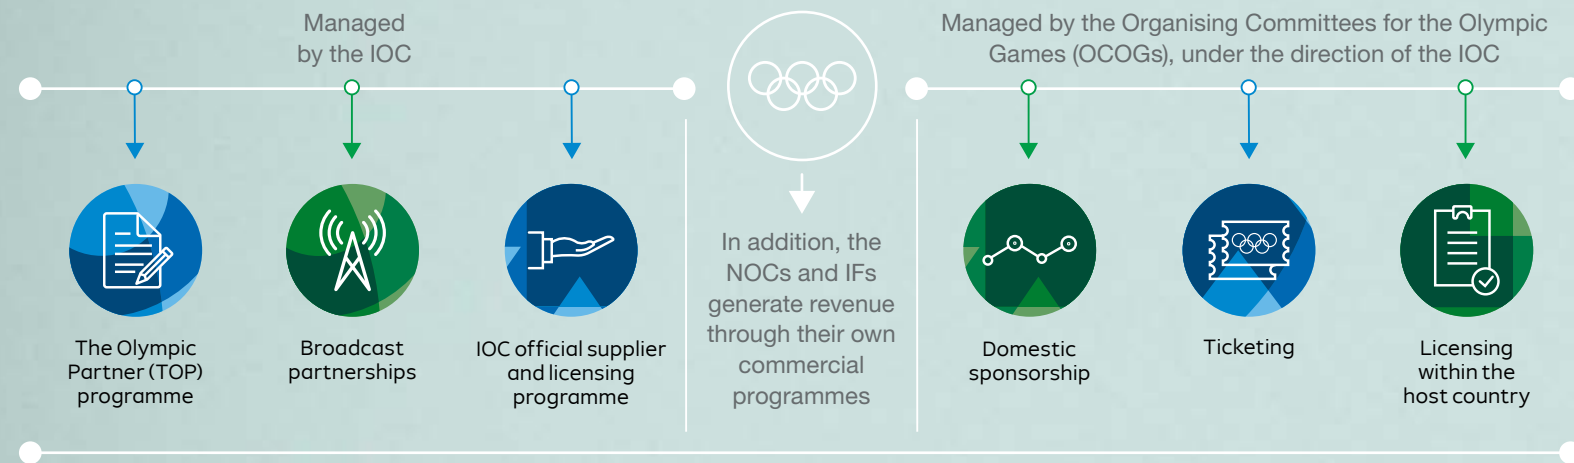 Managed
by the IOC
The Olympic
Partner (TOP)
programme
Broadcast
partnerships
IOC official supplier
and licensing
programme
In addition, the
NOCs and IFs
generate revenue
through their own
commercial
programmes
Managed by the Organising Committees for the Olympic
Games (OCOGs), under the direction of the IOC
Domestic
sponsorship
Ticketing
Licensing
within the
host country